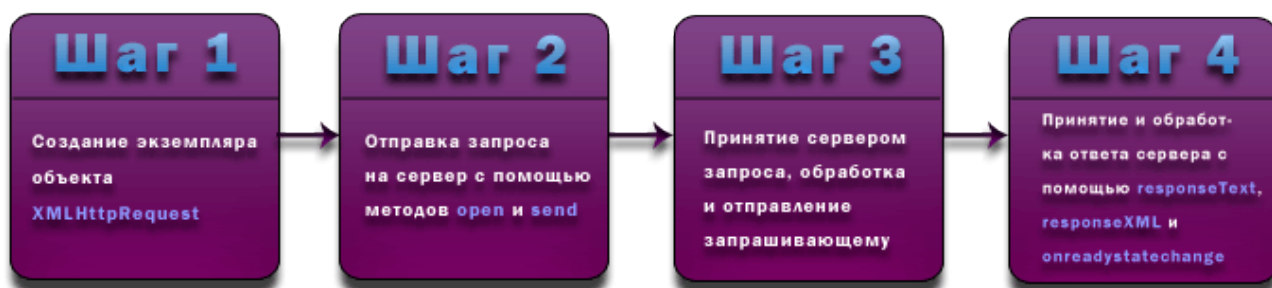 Шаг 1
Создание экземпляра
объекта
XMLHttpRequest
Шаг 2
Отправка запроса
на сервер с помощью
методов open и send
Шаг 3
Принятие сервером
запроса, обработка
и отправление
запрашивающему
Шаг 4
Принятие и обработ-
ка ответа сервера с
помощью responseText,
responseXML и
onreadystatechange